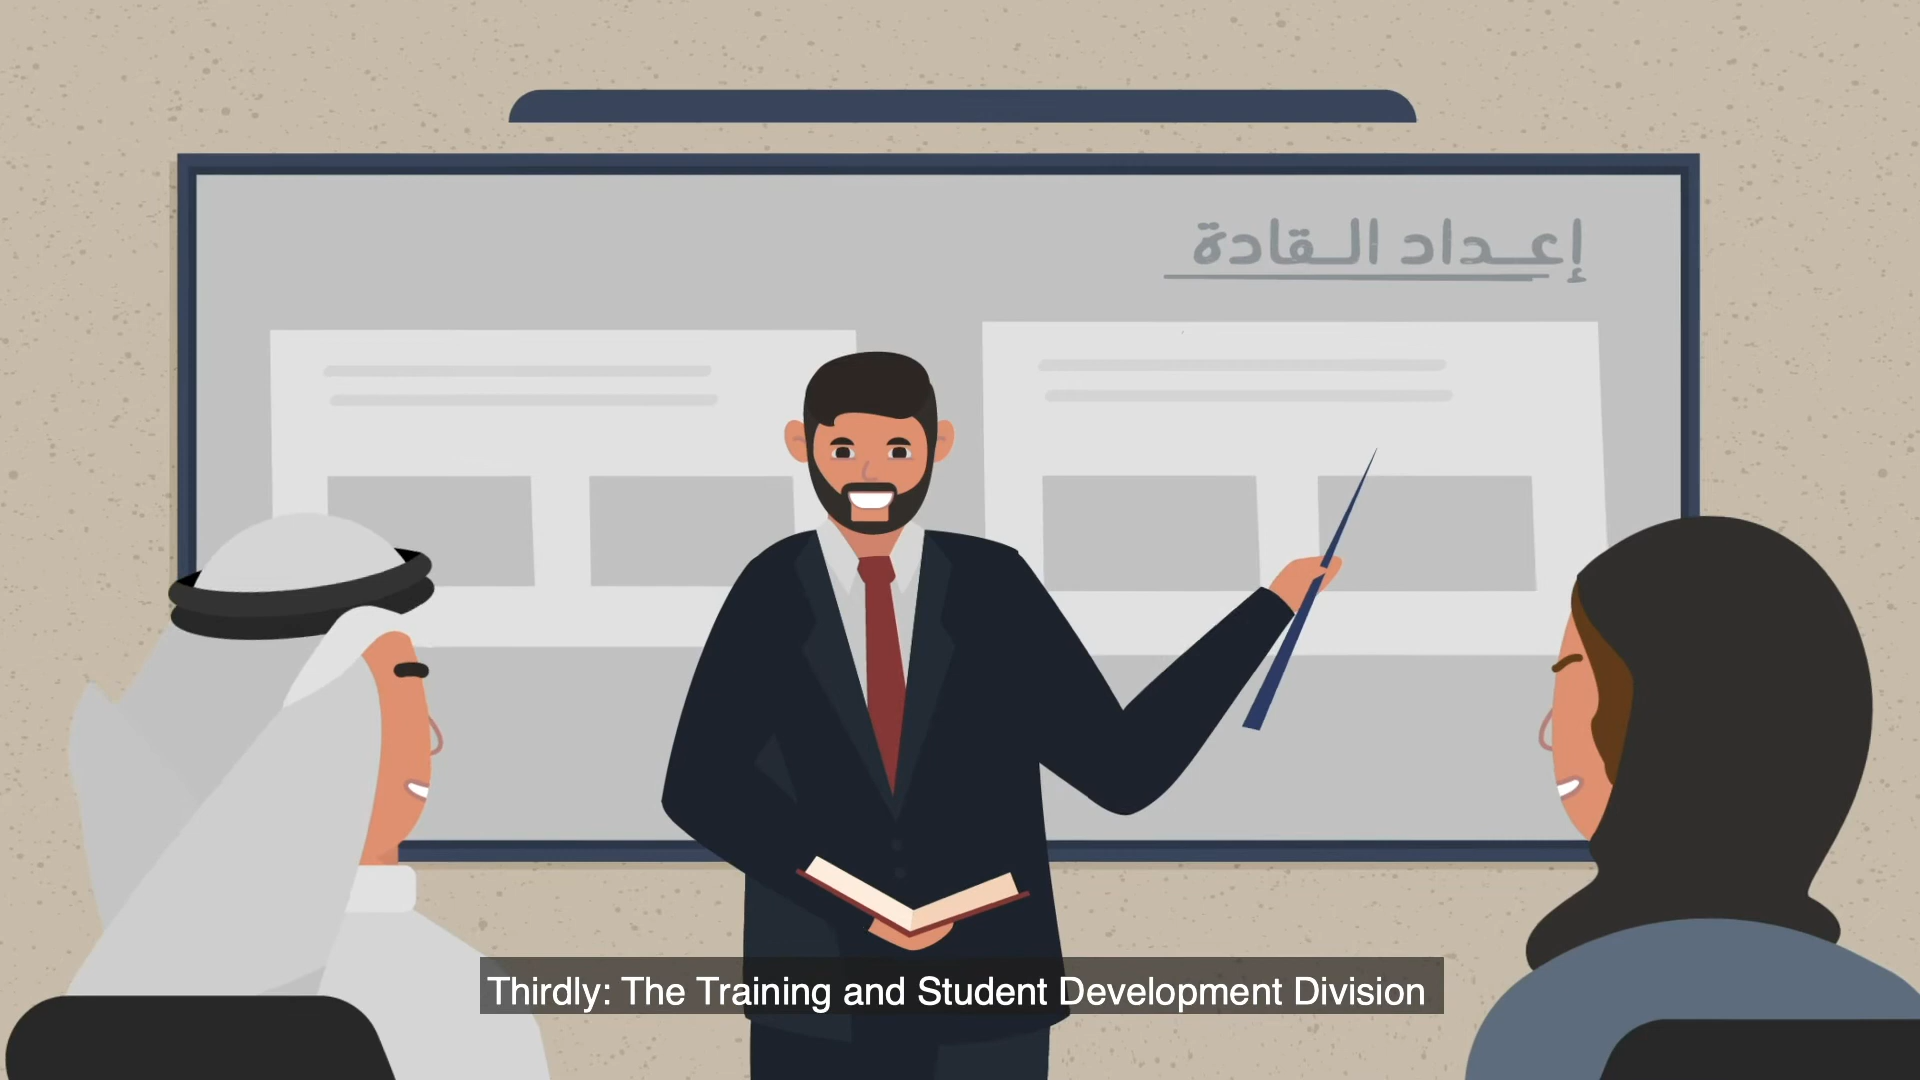 إعداد القادة
Thirdly: The Training and Student Development Division